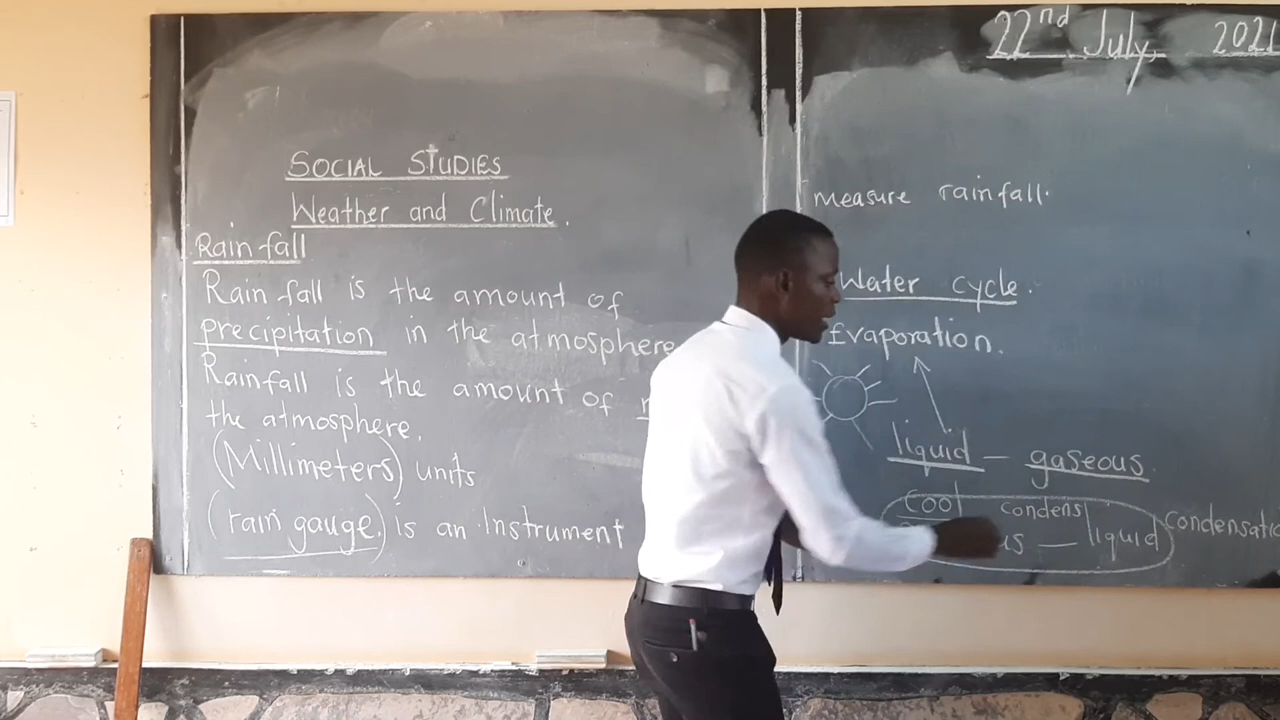 22nd July, 2021
SOCIAL STUDIES
Weather and Climate.
Rainfall
Rainfall is the amount of
precipitation in the atmosphere
Rainfall is the amount of
the atmosphere.
(Millimeters) units
(rain gauge) is an Instrument
measure rainfall.
Water cycle.
Evaporation.
liquid – gaseous.
cool condens
— liquid